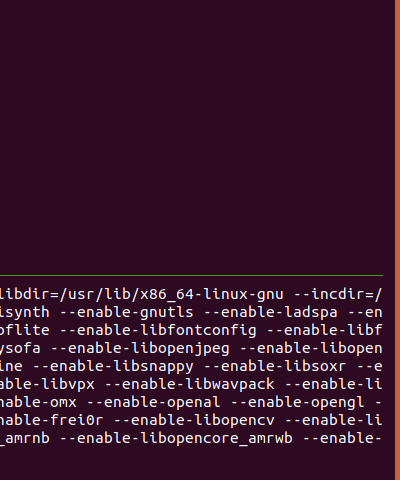 libdir=/usr/lib/x86_64-linux-gnu --incdir=/
isynth --enable-gnutls --enable-ladspa --en
oflite --enable-libfontconfig --enable-libf
ysofa --enable-libopenjpeg --enable-libopen
ine --enable-libsnappy --enable-libsoxr --e
able-libvpx --enable-libwavpack --enable-li
nable-omx --enable-openal --enable-opengl -
nable-frei0r --enable-libopencv --enable-li
_amrnb --enable-libopencore_amrwb --enable-